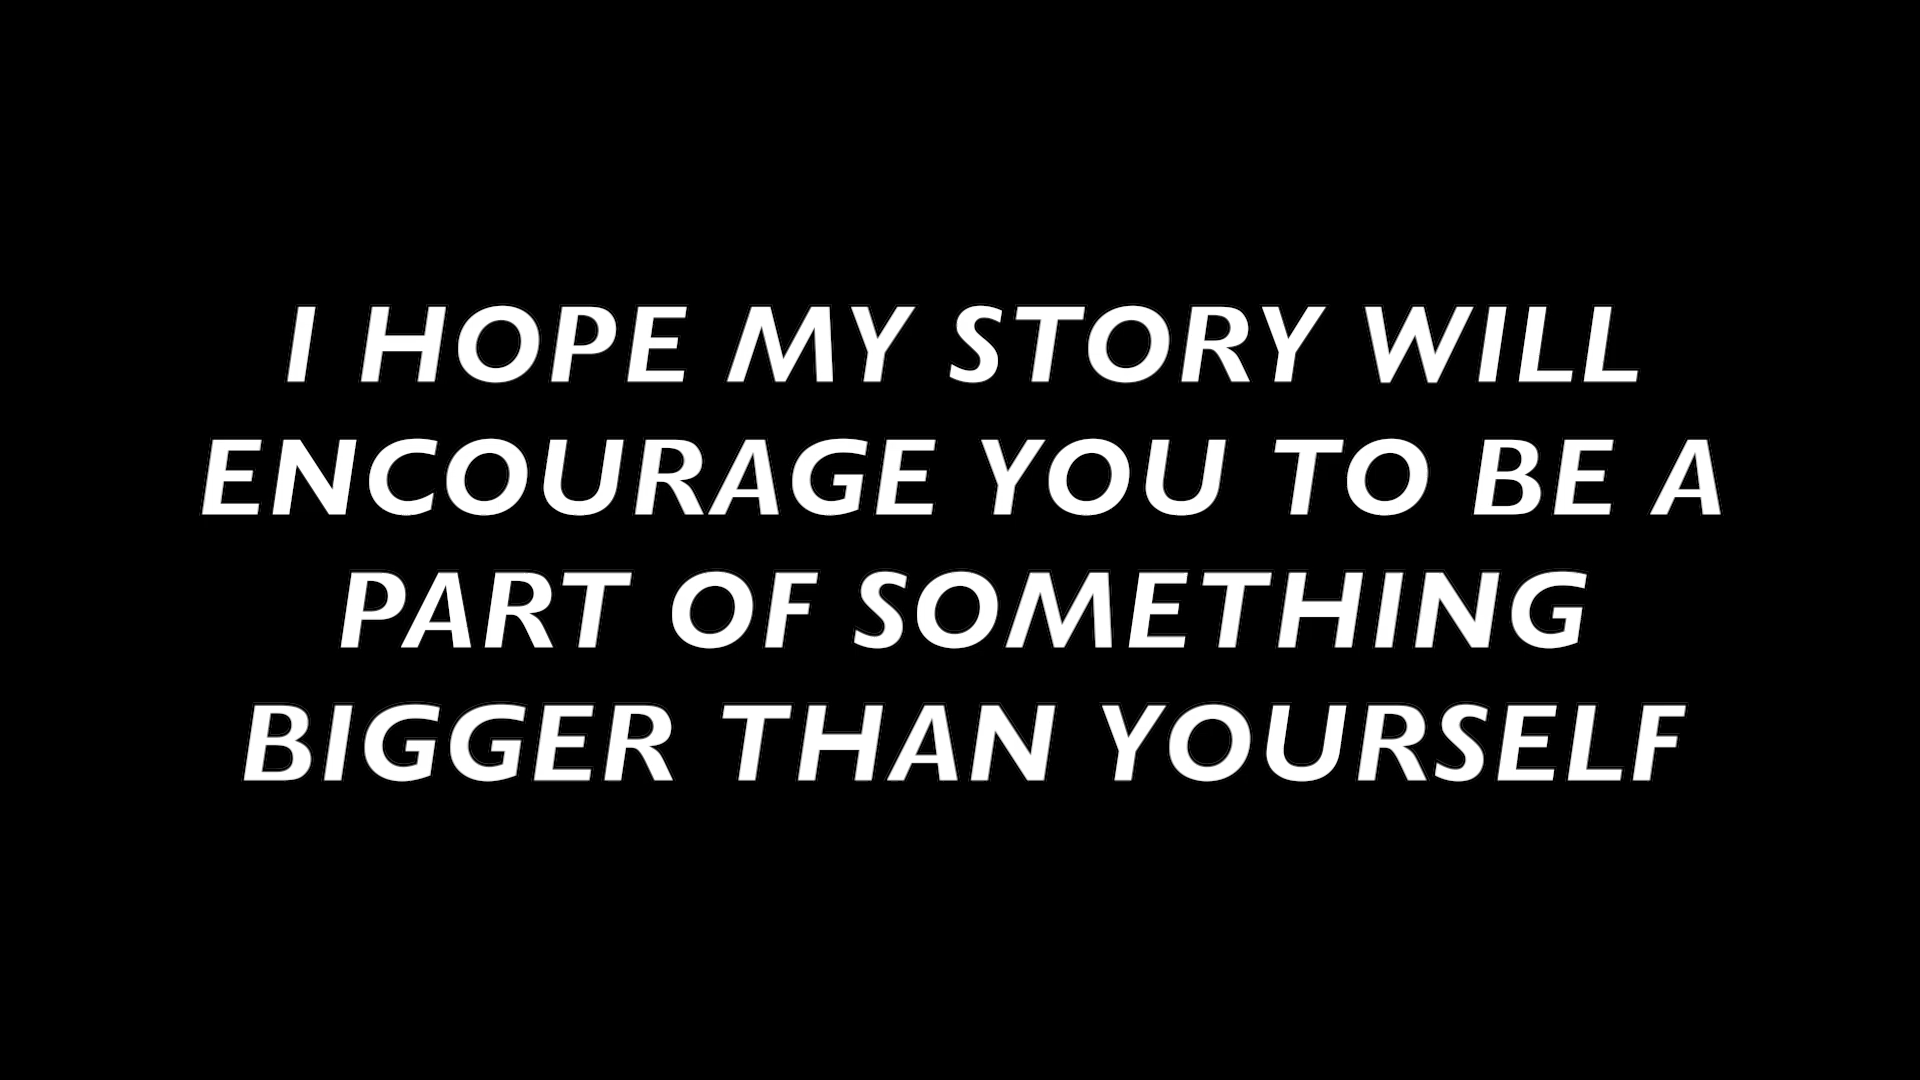 I HOPE MY STORY WILL
ENCOURAGE YOU TO BE A
PART OF SOMETHING
BIGGER THAN YOURSELF